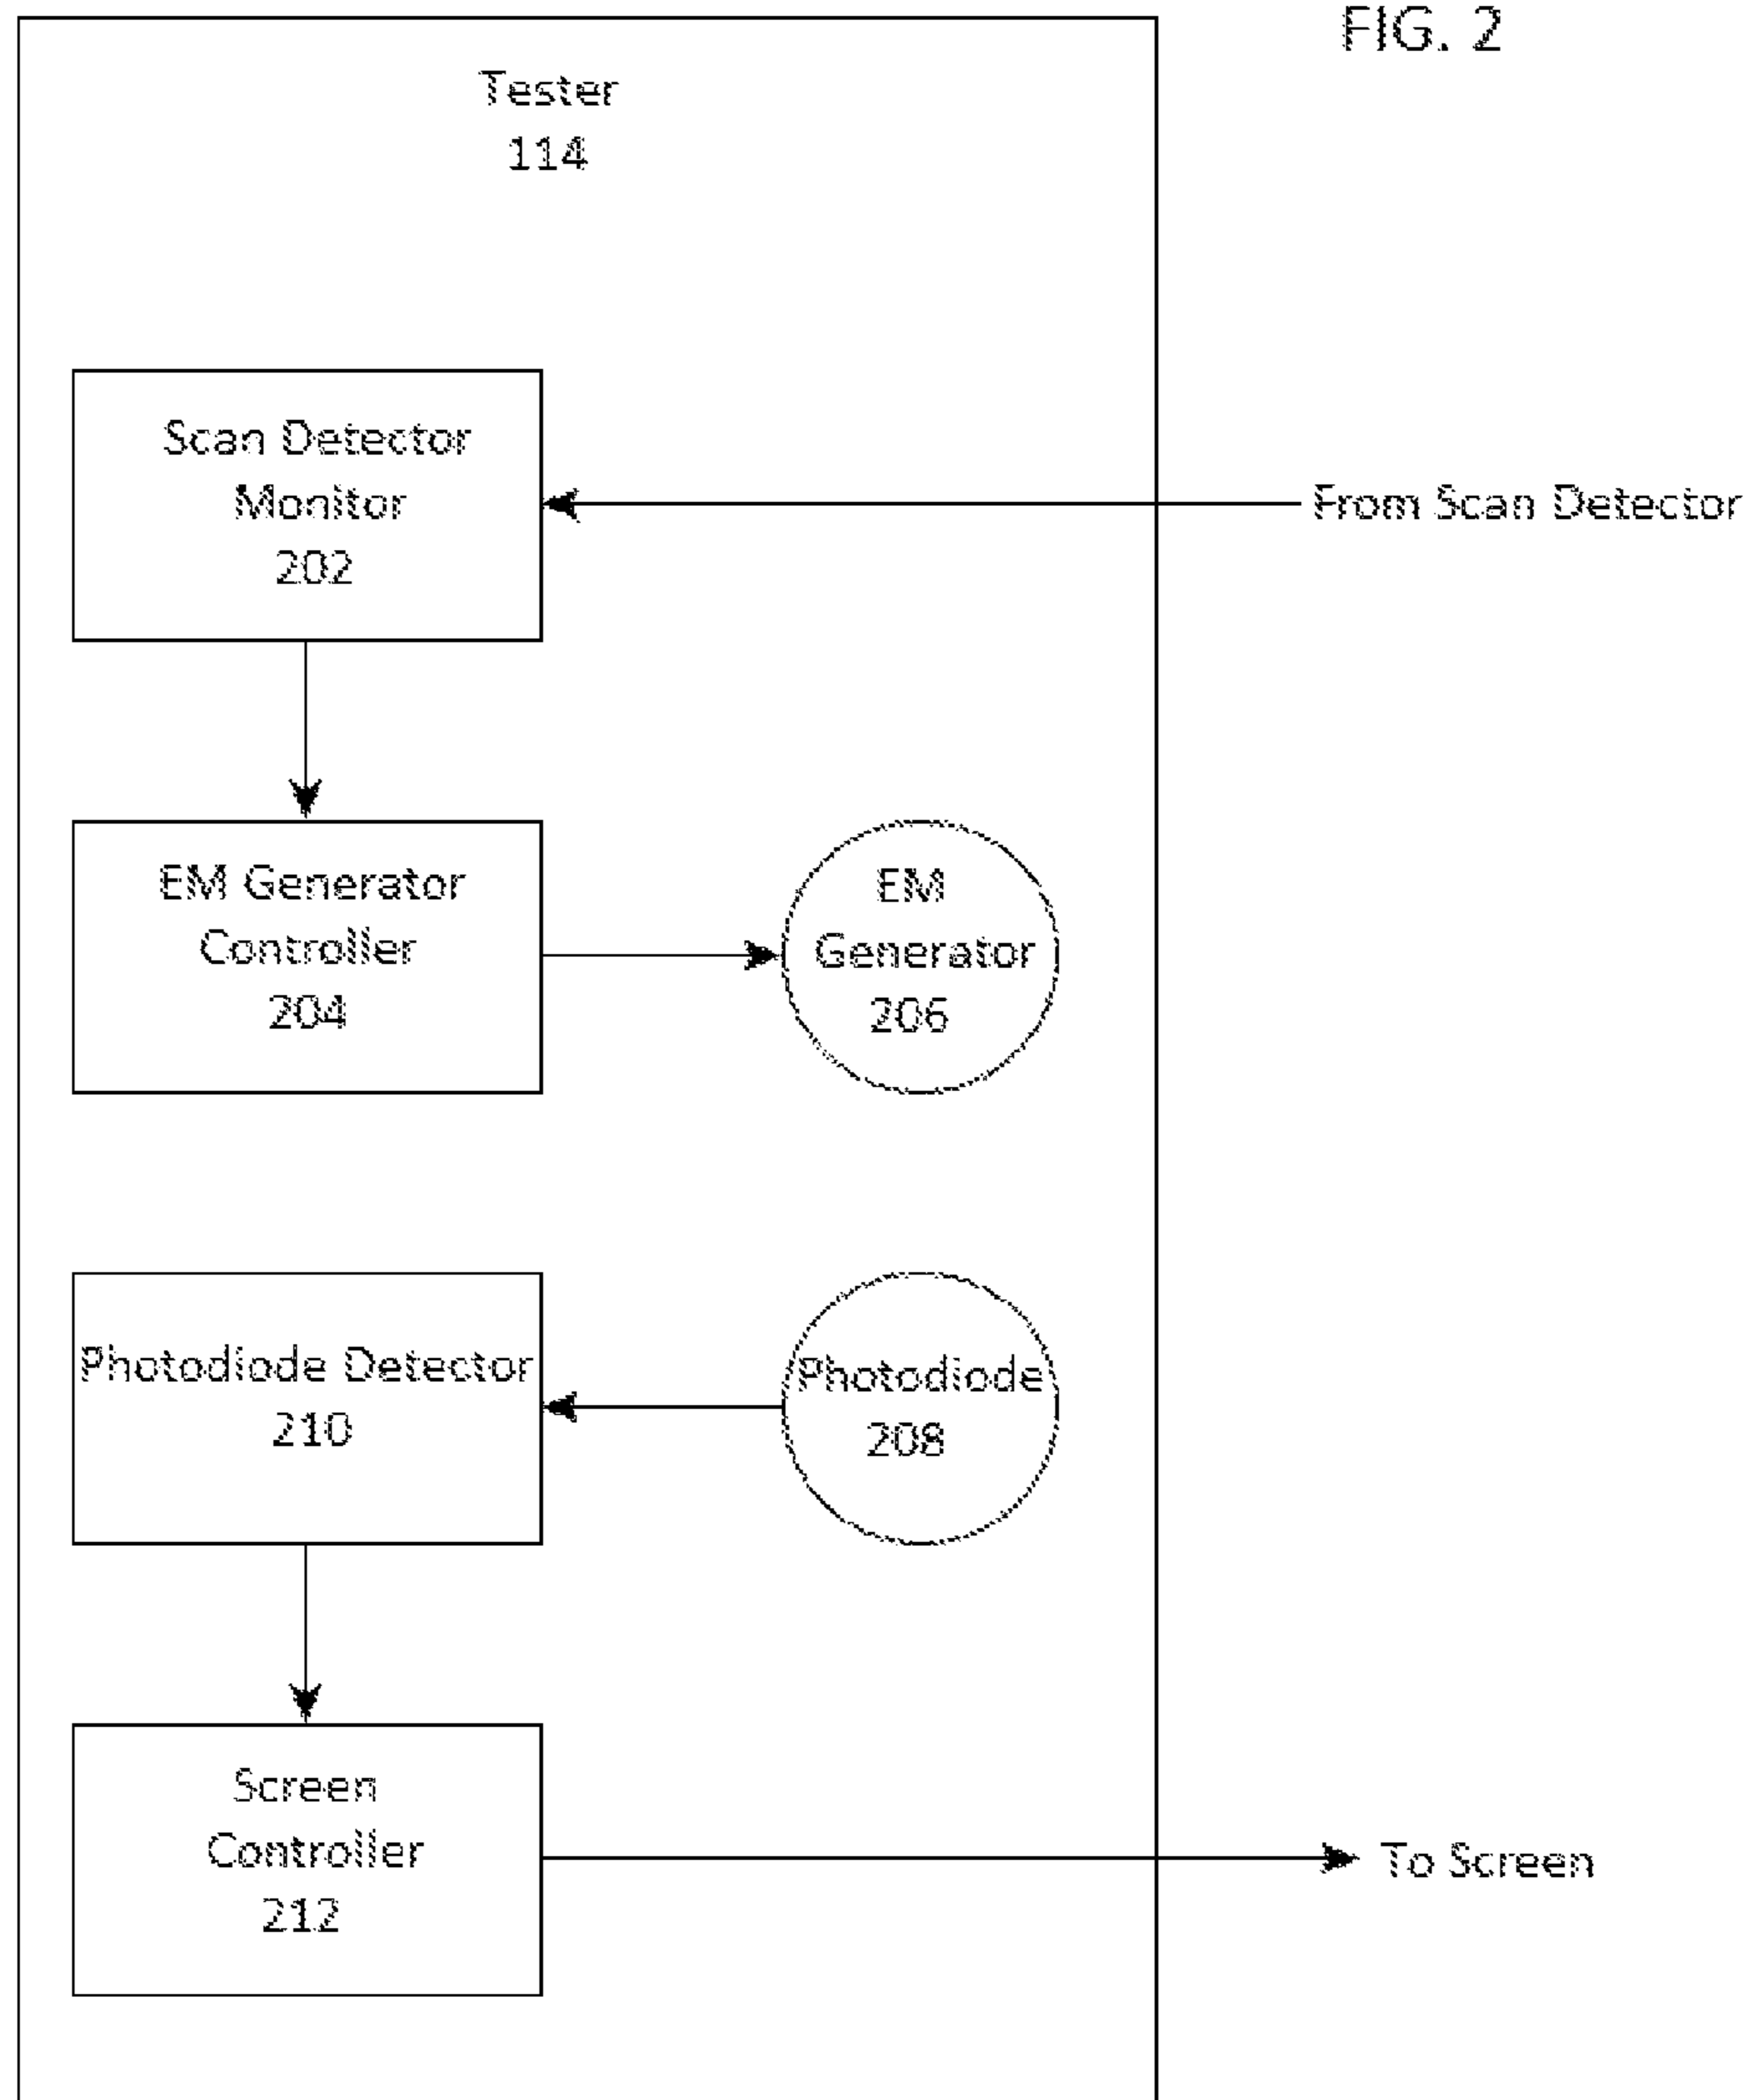 FIG. 2
Tester
114
Scan Detector
Monitor
202
From Scan Detector
EM Generator
Controller
204
EM
Generator
206
Photodiode Detector
210
Photodiode
208
Screen
Controller
212
To Screen